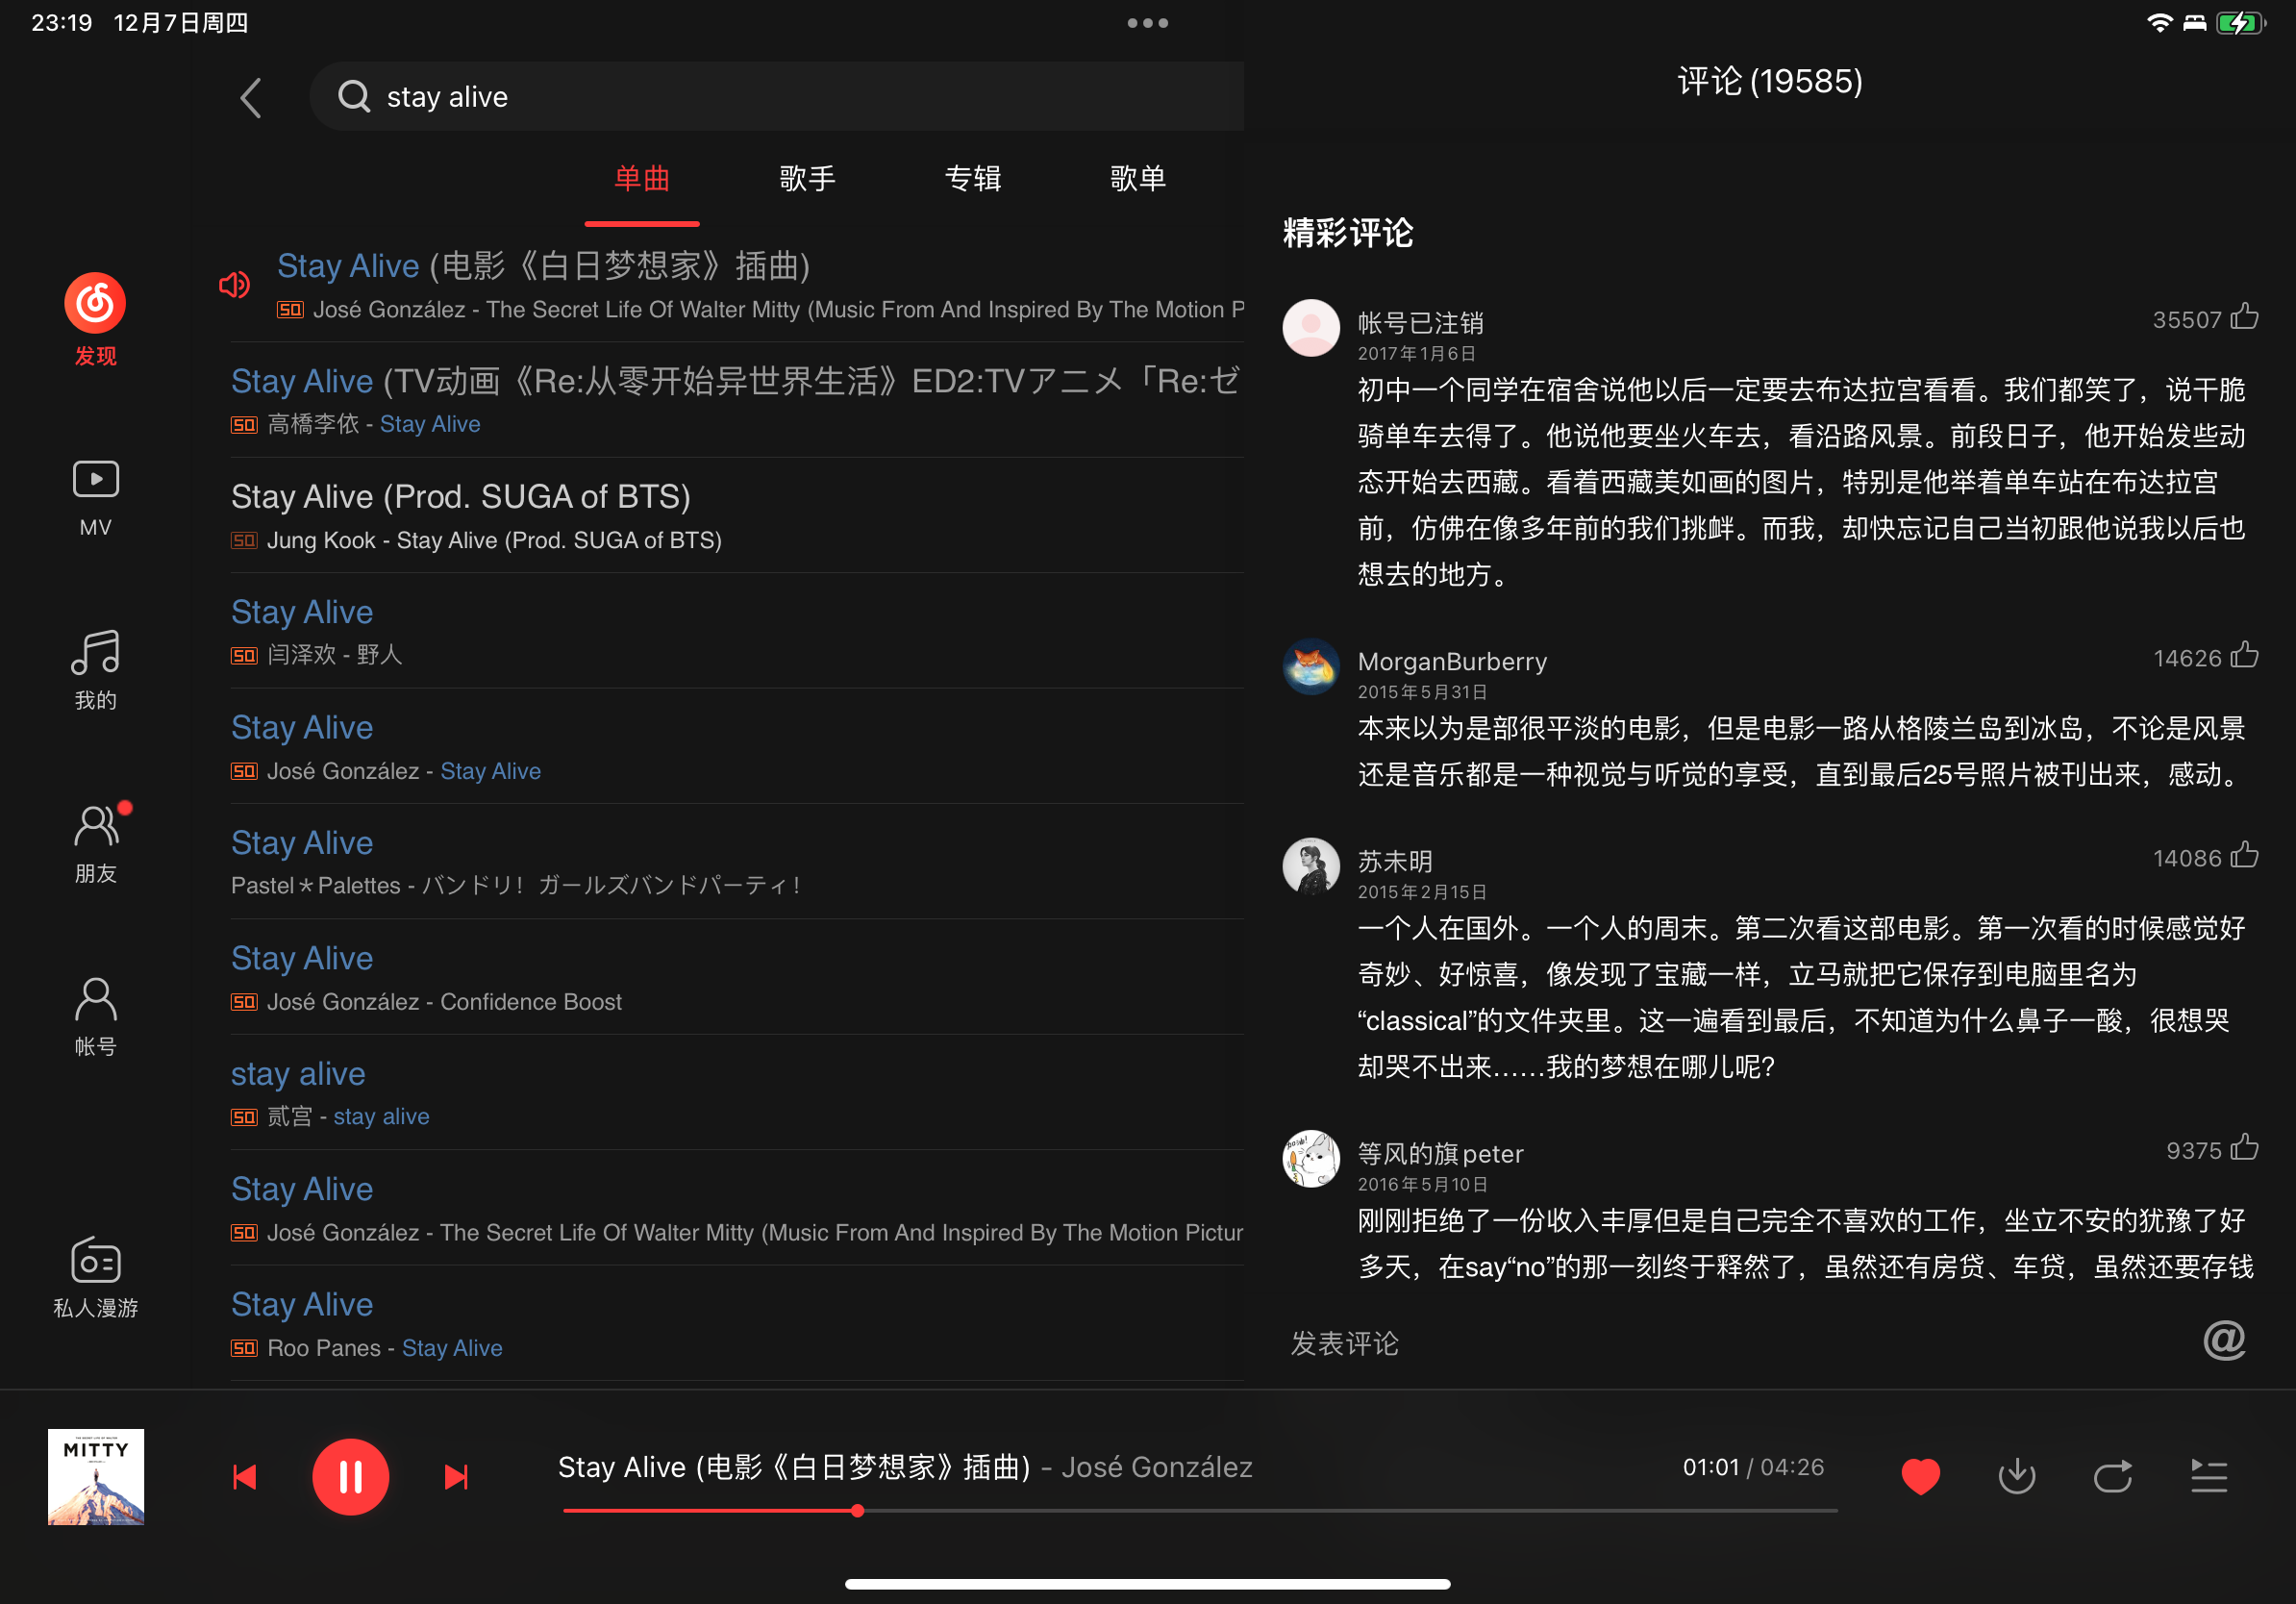 23:19 12月7日周四
stay alive
单曲 歌手 专辑 歌单
发现
MV
我的
朋友
帐号
私人漫游
Stay Alive (电影《白日梦想家》插曲)
SQ José González - The Secret Life Of Walter Mitty (Music From And Inspired By The Motion P
Stay Alive (TV动画《Re:从零开始异世界生活》ED2:TVアニメ「Re:ゼ
SQ 高橋李依 - Stay Alive
Stay Alive (Prod. SUGA of BTS)
SQ Jung Kook - Stay Alive (Prod. SUGA of BTS)
Stay Alive
SQ 闫泽欢 - 野人
Stay Alive
SQ José González - Stay Alive
Stay Alive
Pastel＊Palettes - バンドリ！ガールズバンドパーティ！
Stay Alive
SQ José González - Confidence Boost
stay alive
SQ 贰宫 - stay alive
Stay Alive
SQ José González - The Secret Life Of Walter Mitty (Music From And Inspired By The Motion Pictur
Stay Alive
SQ Roo Panes - Stay Alive
评论(19585)
精彩评论
帐号已注销 35507
2017年1月6日
初中一个同学在宿舍说他以后一定要去布达拉宫看看。我们都笑了，说干脆
骑单车去得了。他说他要坐火车去，看沿路风景。前段日子，他开始发些动
态开始去西藏。看着西藏美如画的图片，特别是他举着单车站在布达拉宫
前，仿佛在像多年前的我们挑衅。而我，却快忘记自己当初跟他说我以后也
想去的地方。
MorganBurberry 14626
2015年5月31日
本来以为是部很平淡的电影，但是电影一路从格陵兰岛到冰岛，不论是风景
还是音乐都是一种视觉与听觉的享受，直到最后25号照片被刊出来，感动。
苏未明 14086
2015年2月15日
一个人在国外。一个人的周末。第二次看这部电影。第一次看的时候感觉好
奇妙、好惊喜，像发现了宝藏一样，立马就把它保存到电脑里名为
“classical”的文件夹里。这一遍看到最后，不知道为什么鼻子一酸，很想哭
却哭不出来……我的梦想在哪儿呢？
等风的旗peter 9375
2016年5月10日
刚刚拒绝了一份收入丰厚但是自己完全不喜欢的工作，坐立不安的犹豫了好
多天，在say“no”的那一刻终于释然了，虽然还有房贷、车贷，虽然还要存钱
发表评论 @
MITTY
Stay Alive (电影《白日梦想家》插曲) - José González
01:01 / 04:26